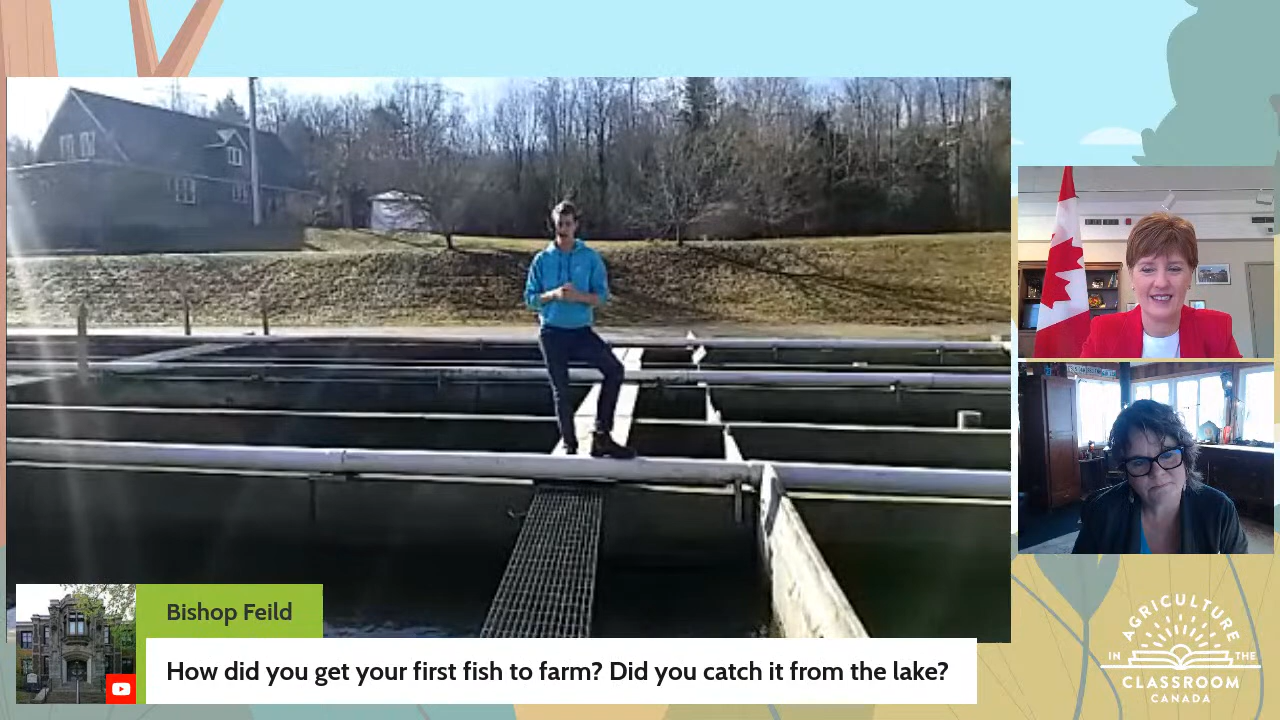 Bishop Feild
How did you get your first fish to farm? Did you catch it from the lake?
AGRICULTURE
IN THE
CLASSROOM
CANADA